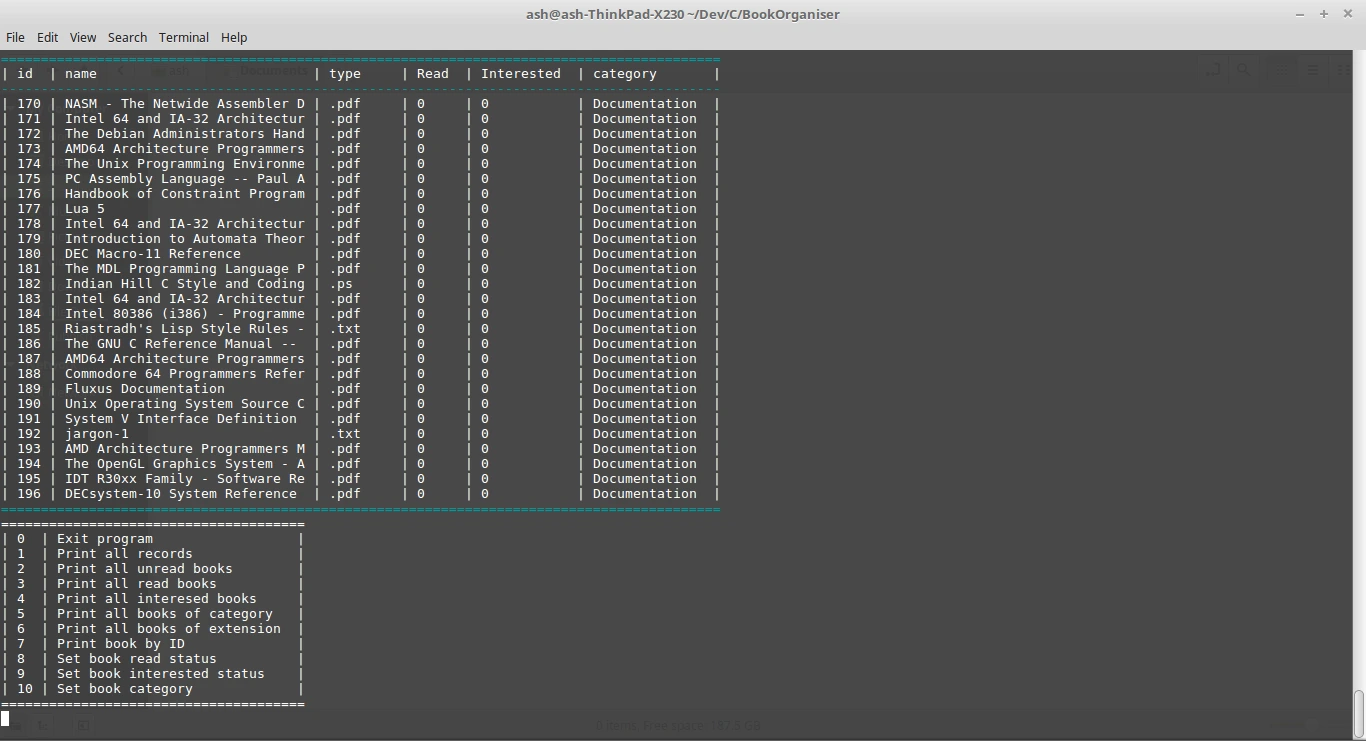 ash@ash-ThinkPad-X230 ~/Dev/C/BookOrganiser
File Edit View Search Terminal Help
========================================================================================
| id | name | type | Read | Interested | category |
----------------------------------------------------------------------------------------
| 170 | NASM - The Netwide Assembler D | .pdf | 0 | 0 | Documentation |
| 171 | Intel 64 and IA-32 Architectur | .pdf | 0 | 0 | Documentation |
| 172 | The Debian Administrators Hand | .pdf | 0 | 0 | Documentation |
| 173 | AMD64 Architecture Programmers | .pdf | 0 | 0 | Documentation |
| 174 | The Unix Programming Environme | .pdf | 0 | 0 | Documentation |
| 175 | PC Assembly Language -- Paul A | .pdf | 0 | 0 | Documentation |
| 176 | Handbook of Constraint Program | .pdf | 0 | 0 | Documentation |
| 177 | Lua 5 | .pdf | 0 | 0 | Documentation |
| 178 | Intel 64 and IA-32 Architectur | .pdf | 0 | 0 | Documentation |
| 179 | Introduction to Automata Theor | .pdf | 0 | 0 | Documentation |
| 180 | DEC Macro-11 Reference | .pdf | 0 | 0 | Documentation |
| 181 | The MDL Programming Language P | .pdf | 0 | 0 | Documentation |
| 182 | Indian Hill C Style and Coding | .ps | 0 | 0 | Documentation |
| 183 | Intel 64 and IA-32 Architectur | .pdf | 0 | 0 | Documentation |
| 184 | Intel 80386 (i386) - Programme | .pdf | 0 | 0 | Documentation |
| 185 | Riastradh's Lisp Style Rules - | .txt | 0 | 0 | Documentation |
| 186 | The GNU C Reference Manual -- | .pdf | 0 | 0 | Documentation |
| 187 | AMD64 Architecture Programmers | .pdf | 0 | 0 | Documentation |
| 188 | Commodore 64 Programmers Refer | .pdf | 0 | 0 | Documentation |
| 189 | Fluxus Documentation | .pdf | 0 | 0 | Documentation |
| 190 | Unix Operating System Source C | .pdf | 0 | 0 | Documentation |
| 191 | System V Interface Definition | .pdf | 0 | 0 | Documentation |
| 192 | jargon-1 | .txt | 0 | 0 | Documentation |
| 193 | AMD Architecture Programmers M | .pdf | 0 | 0 | Documentation |
| 194 | The OpenGL Graphics System - A | .pdf | 0 | 0 | Documentation |
| 195 | IDT R30xx Family - Software Re | .pdf | 0 | 0 | Documentation |
| 196 | DECsystem-10 System Reference | .pdf | 0 | 0 | Documentation |
========================================================================================
======================================
| 0 | Exit program |
| 1 | Print all records |
| 2 | Print all unread books |
| 3 | Print all read books |
| 4 | Print all interesed books |
| 5 | Print all books of category |
| 6 | Print all books of extension |
| 7 | Print book by ID |
| 8 | Set book read status |
| 9 | Set book interested status |
| 10 | Set book category |
======================================